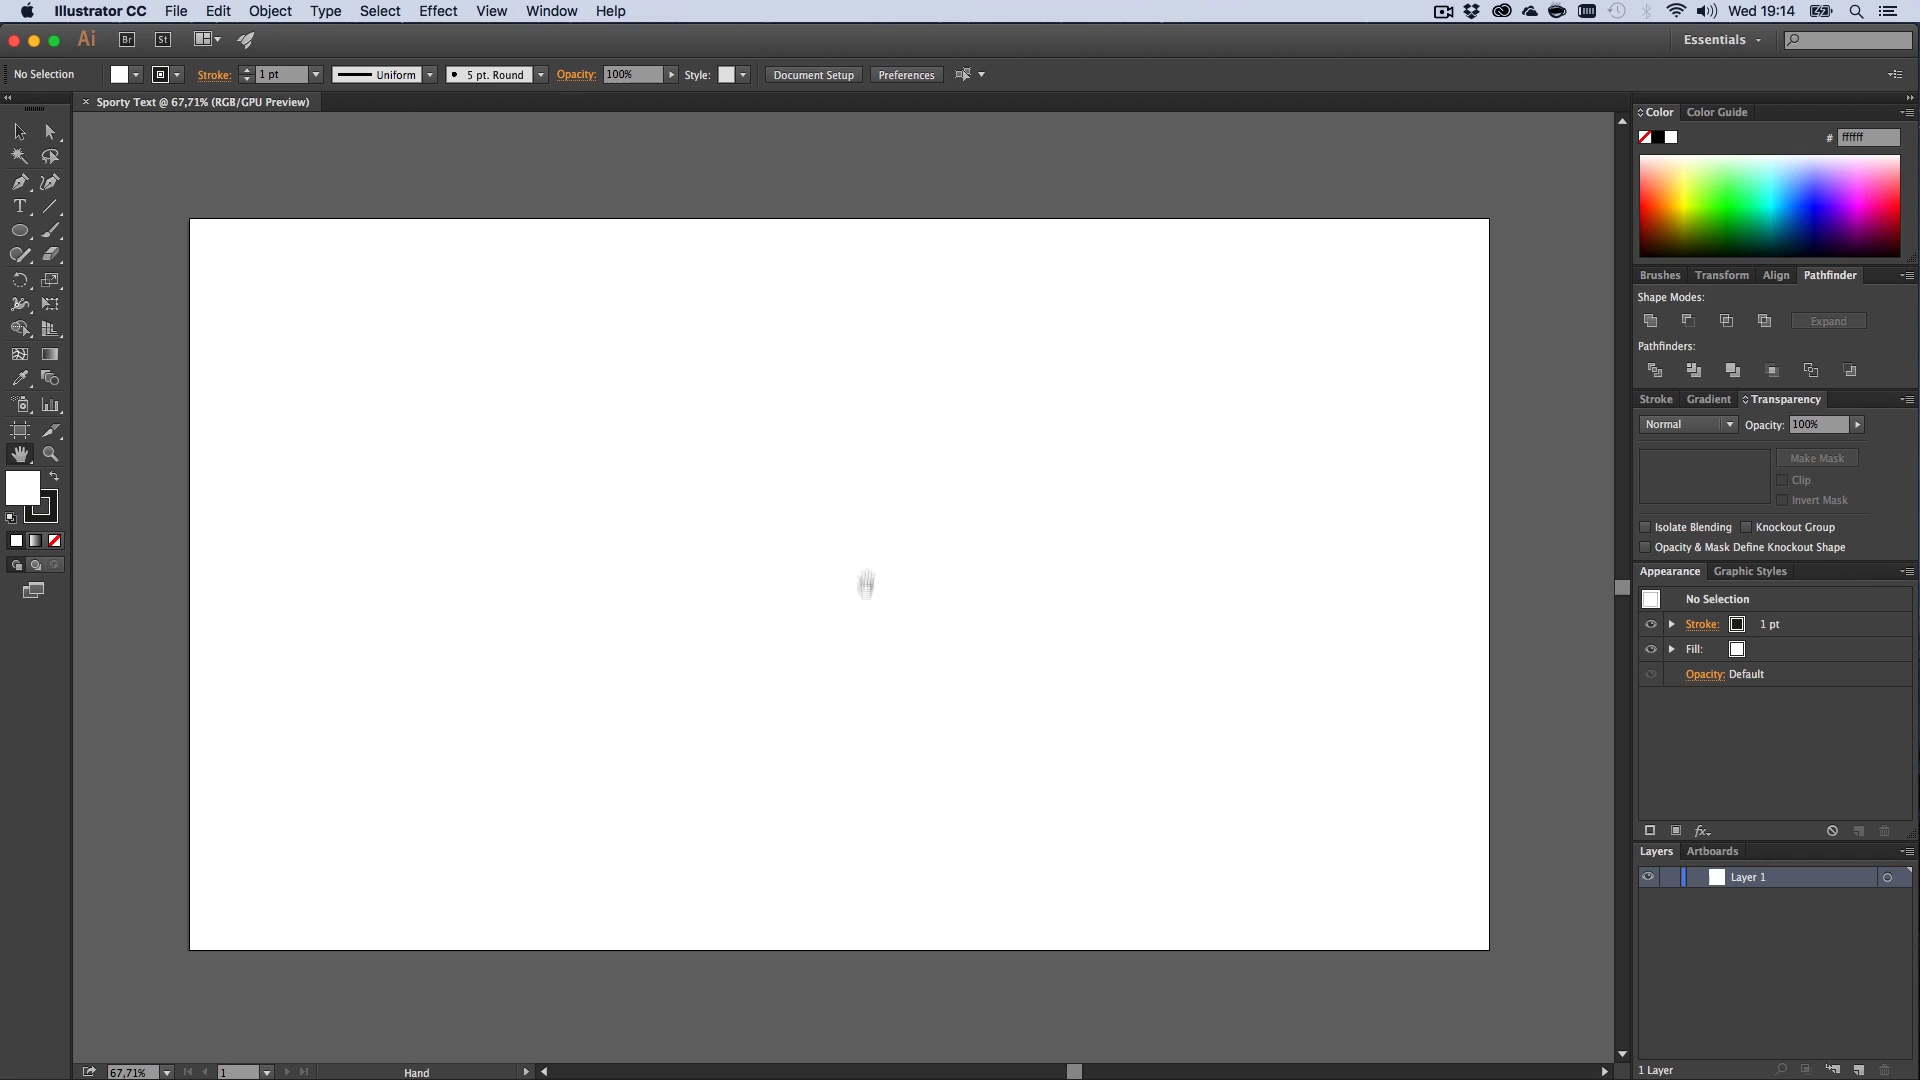 Illustrator CC File Edit Object Type Select Effect View Window Help Wed 19:14
Ai Br St Essentials
No Selection Stroke: 1 pt Uniform 5 pt. Round Opacity: 100% Style: Document Setup Preferences
× Sporty Text @ 67,71% (RGB/GPU Preview)
Color Color Guide
# ffffff
Brushes Transform Align Pathfinder
Shape Modes:
Expand
Pathfinders:
Stroke Gradient Transparency
Normal Opacity: 100%
Make Mask
Clip
Invert Mask
Isolate Blending Knockout Group
Opacity & Mask Define Knockout Shape
Appearance Graphic Styles
No Selection
Stroke: 1 pt
Fill:
Opacity: Default
fx
Layers Artboards
Layer 1
67,71% 1 Hand 1 Layer